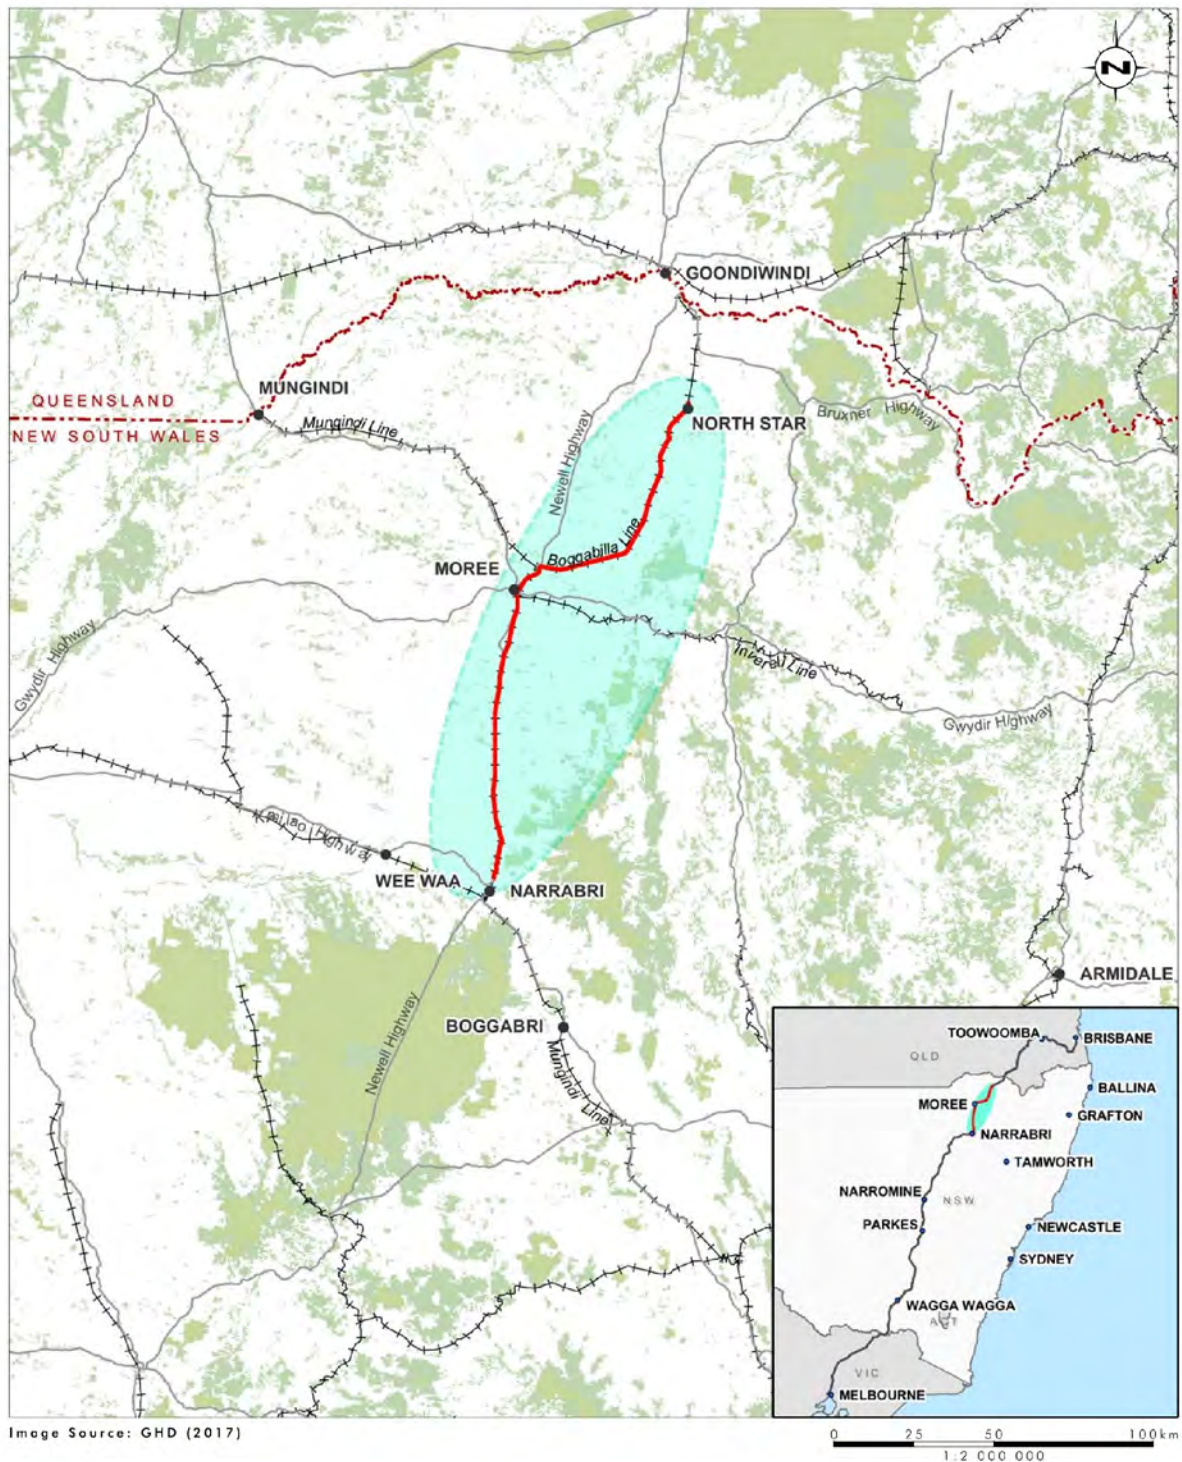 N
GOONDIWINDI
MUNGINDI
QUEENSLAND
NEW SOUTH WALES
Mungindi Line
NORTH STAR
Bruxner Highway
Newell Highway
Boggabilla Line
MOREE
Inverell Line
Gwydir Highway
Gwydir Highway
Highway
WEE WAA
NARRABRI
ARMIDALE
BOGGABRI
Newell Highway
Mungindi Line
TOOWOOMBA
BRISBANE
QLD
BALLINA
MOREE
GRAFTON
NARRABRI
TAMWORTH
NARROMINE
NSW
PARKES
NEWCASTLE
SYDNEY
WAGGA WAGGA
ACT
VIC
MELBOURNE
Image Source: GHD (2017)
0 25 50 100km
1:2 000 000